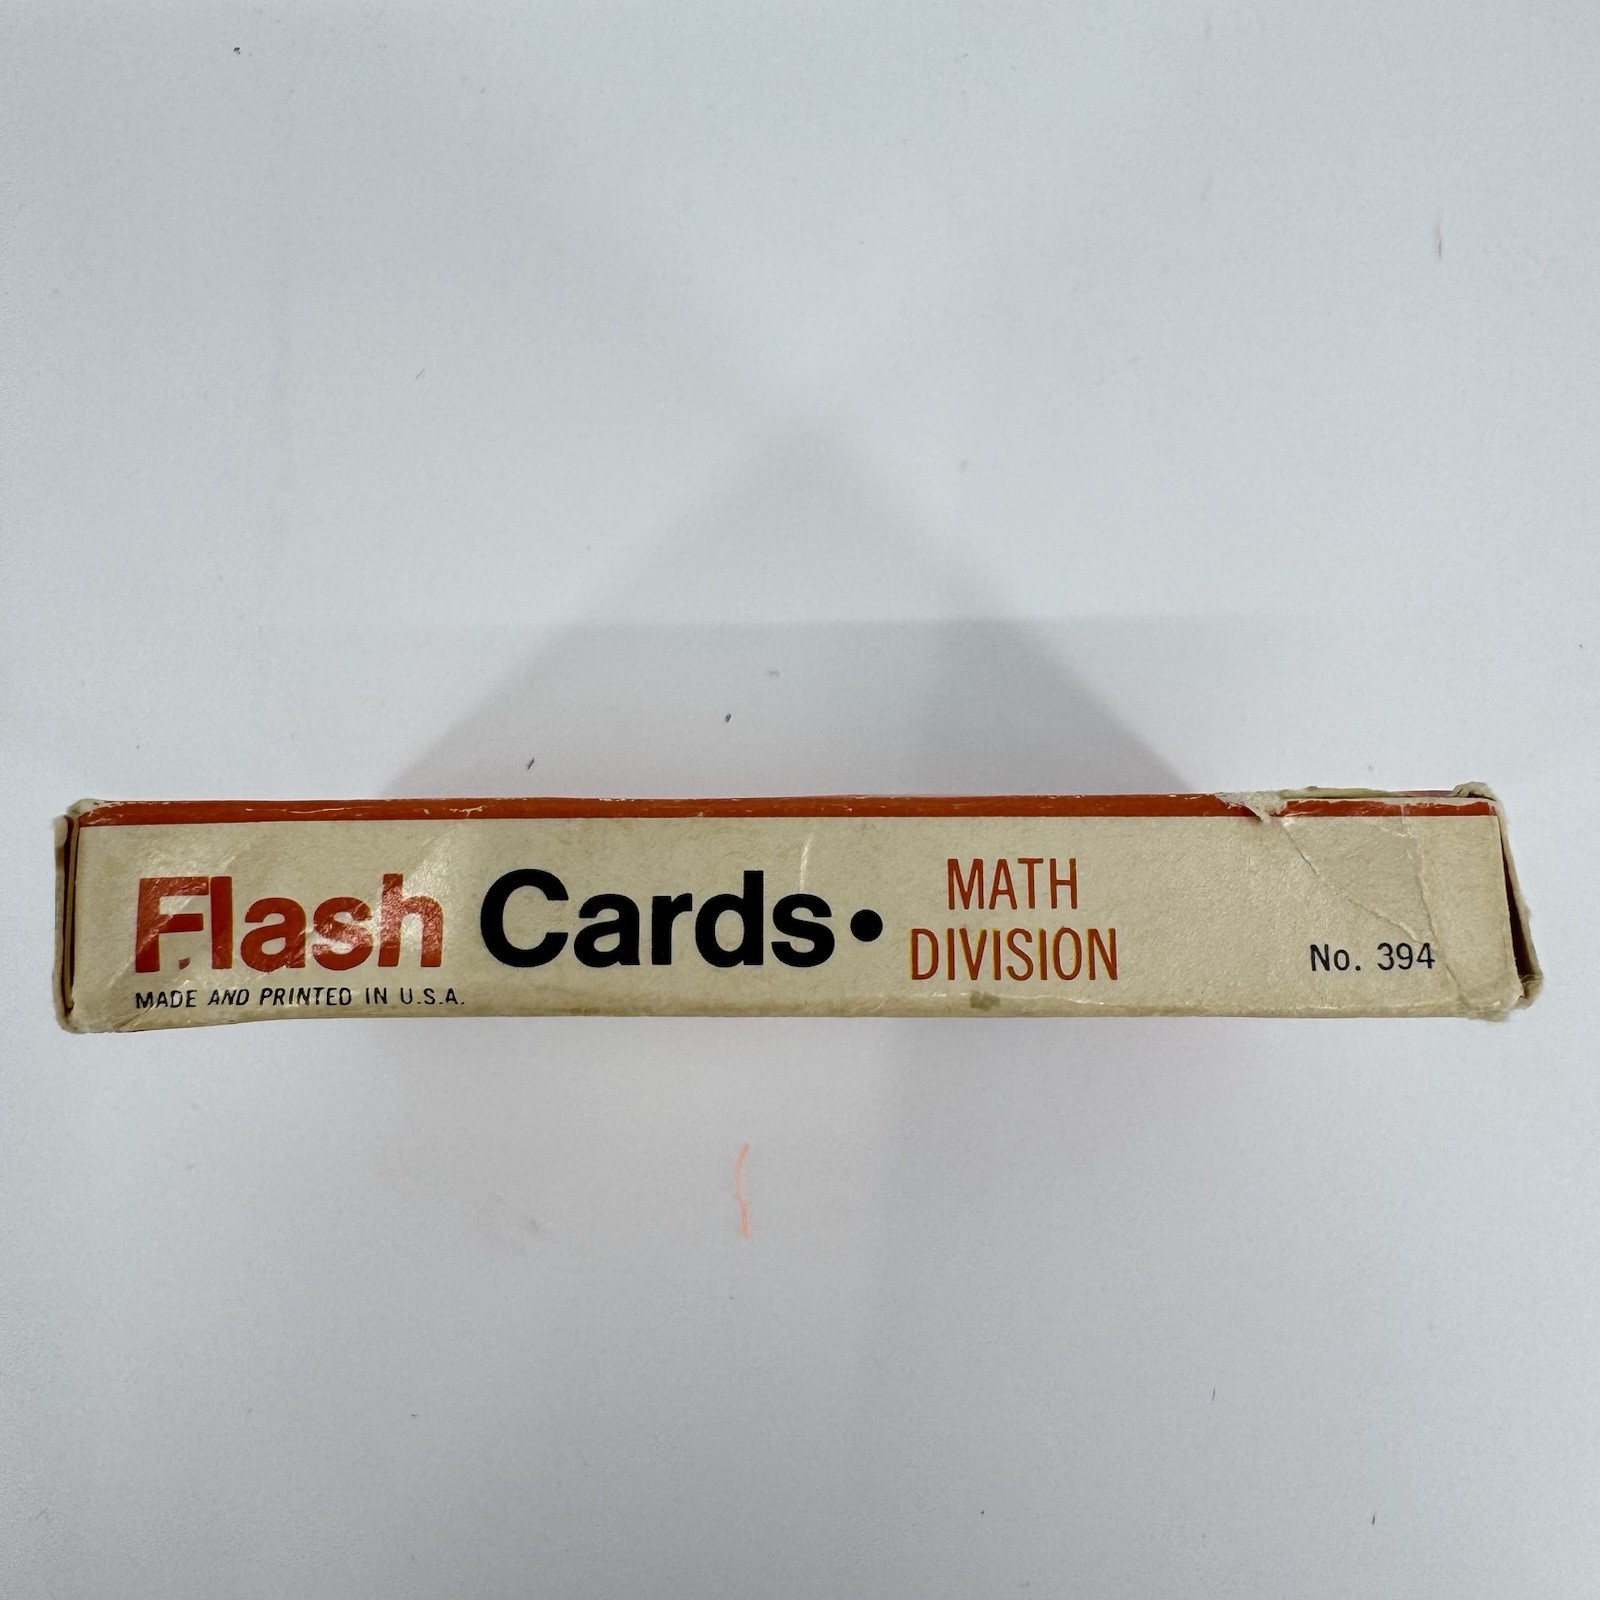 Flash Cards • MATH DIVISION
MADE AND PRINTED IN U.S.A.
No. 394